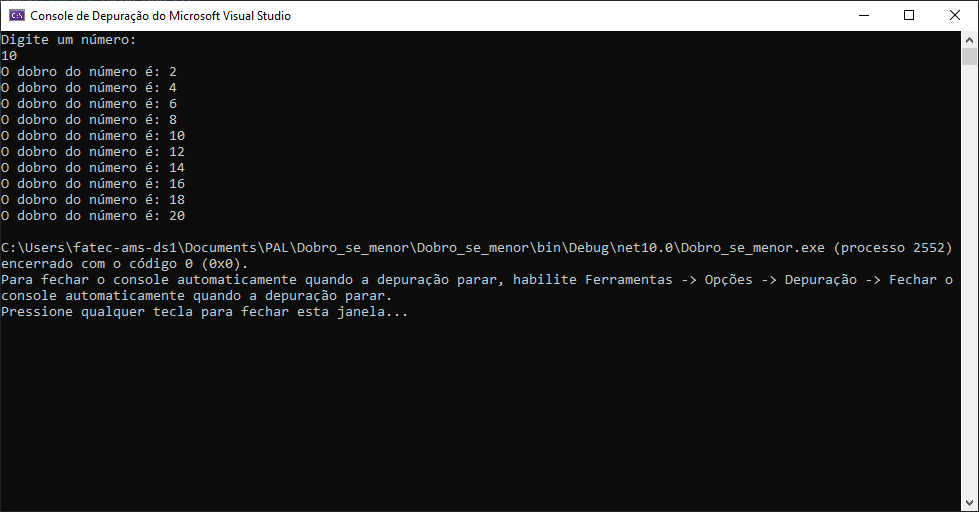 Console de Depuração do Microsoft Visual Studio
Digite um número:
10
O dobro do número é: 2
O dobro do número é: 4
O dobro do número é: 6
O dobro do número é: 8
O dobro do número é: 10
O dobro do número é: 12
O dobro do número é: 14
O dobro do número é: 16
O dobro do número é: 18
O dobro do número é: 20
C:\Users\fatec-ams-ds1\Documents\PAL\Dobro_se_menor\Dobro_se_menor\bin\Debug\net10.0\Dobro_se_menor.exe (processo 2552)
encerrado com o código 0 (0x0).
Para fechar o console automaticamente quando a depuração parar, habilite Ferramentas -> Opções -> Depuração -> Fechar o
console automaticamente quando a depuração parar.
Pressione qualquer tecla para fechar esta janela...